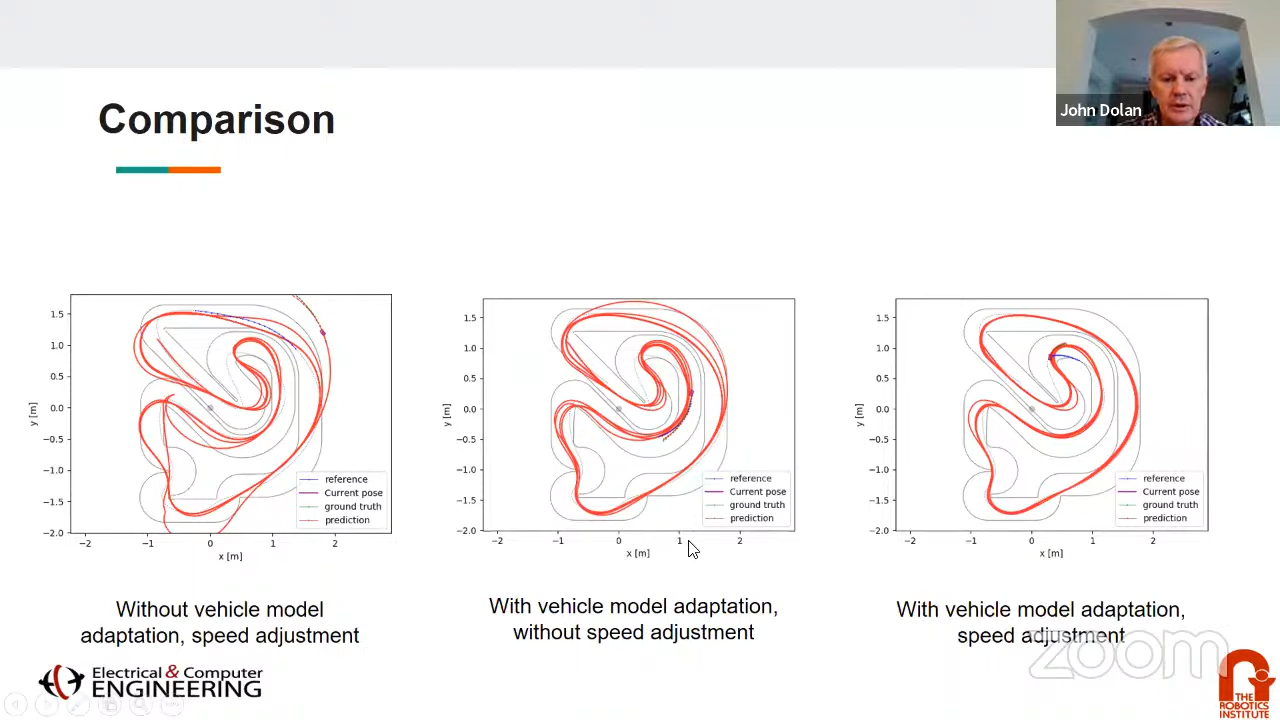 John Dolan
Comparison
1.5
1.0
0.5
0.0
−0.5
−1.0
−1.5
−2.0
y [m]
−2
−1
0
1
2
x [m]
reference
Current pose
ground truth
prediction
1.5
1.0
0.5
0.0
−0.5
−1.0
−1.5
−2.0
y [m]
−2
−1
0
1
2
x [m]
reference
Current pose
ground truth
prediction
1.5
1.0
0.5
0.0
−0.5
−1.0
−1.5
−2.0
y [m]
−2
−1
0
1
2
x [m]
reference
Current pose
ground truth
prediction
Without vehicle model
adaptation, speed adjustment
With vehicle model adaptation,
without speed adjustment
With vehicle model adaptation,
speed adjustment
zoom
Electrical & Computer
ENGINEERING
THE
ROBOTICS
INSTITUTE